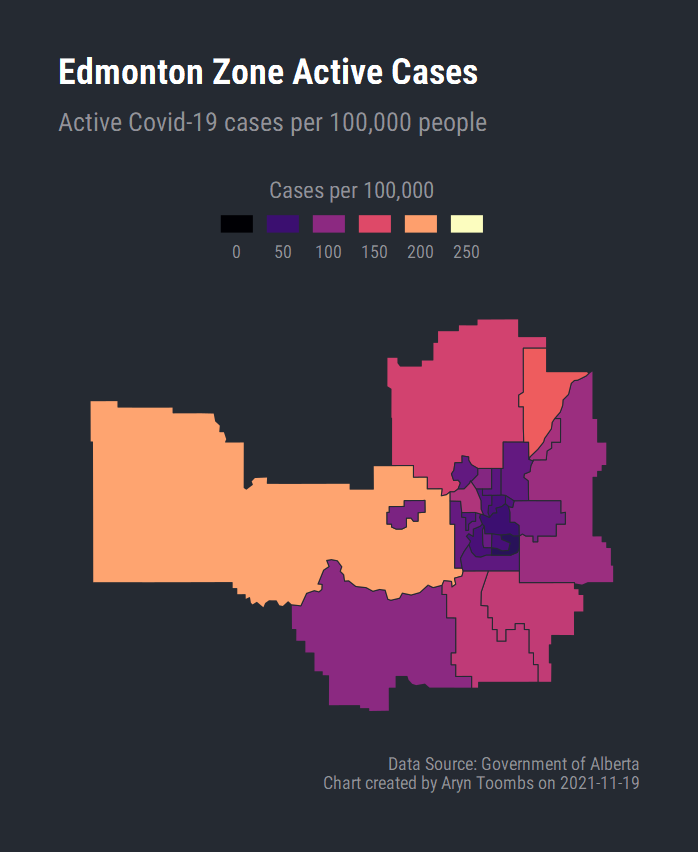 Edmonton Zone Active Cases
Active Covid-19 cases per 100,000 people
Cases per 100,000
0 50 100 150 200 250
Data Source: Government of Alberta
Chart created by Aryn Toombs on 2021-11-19